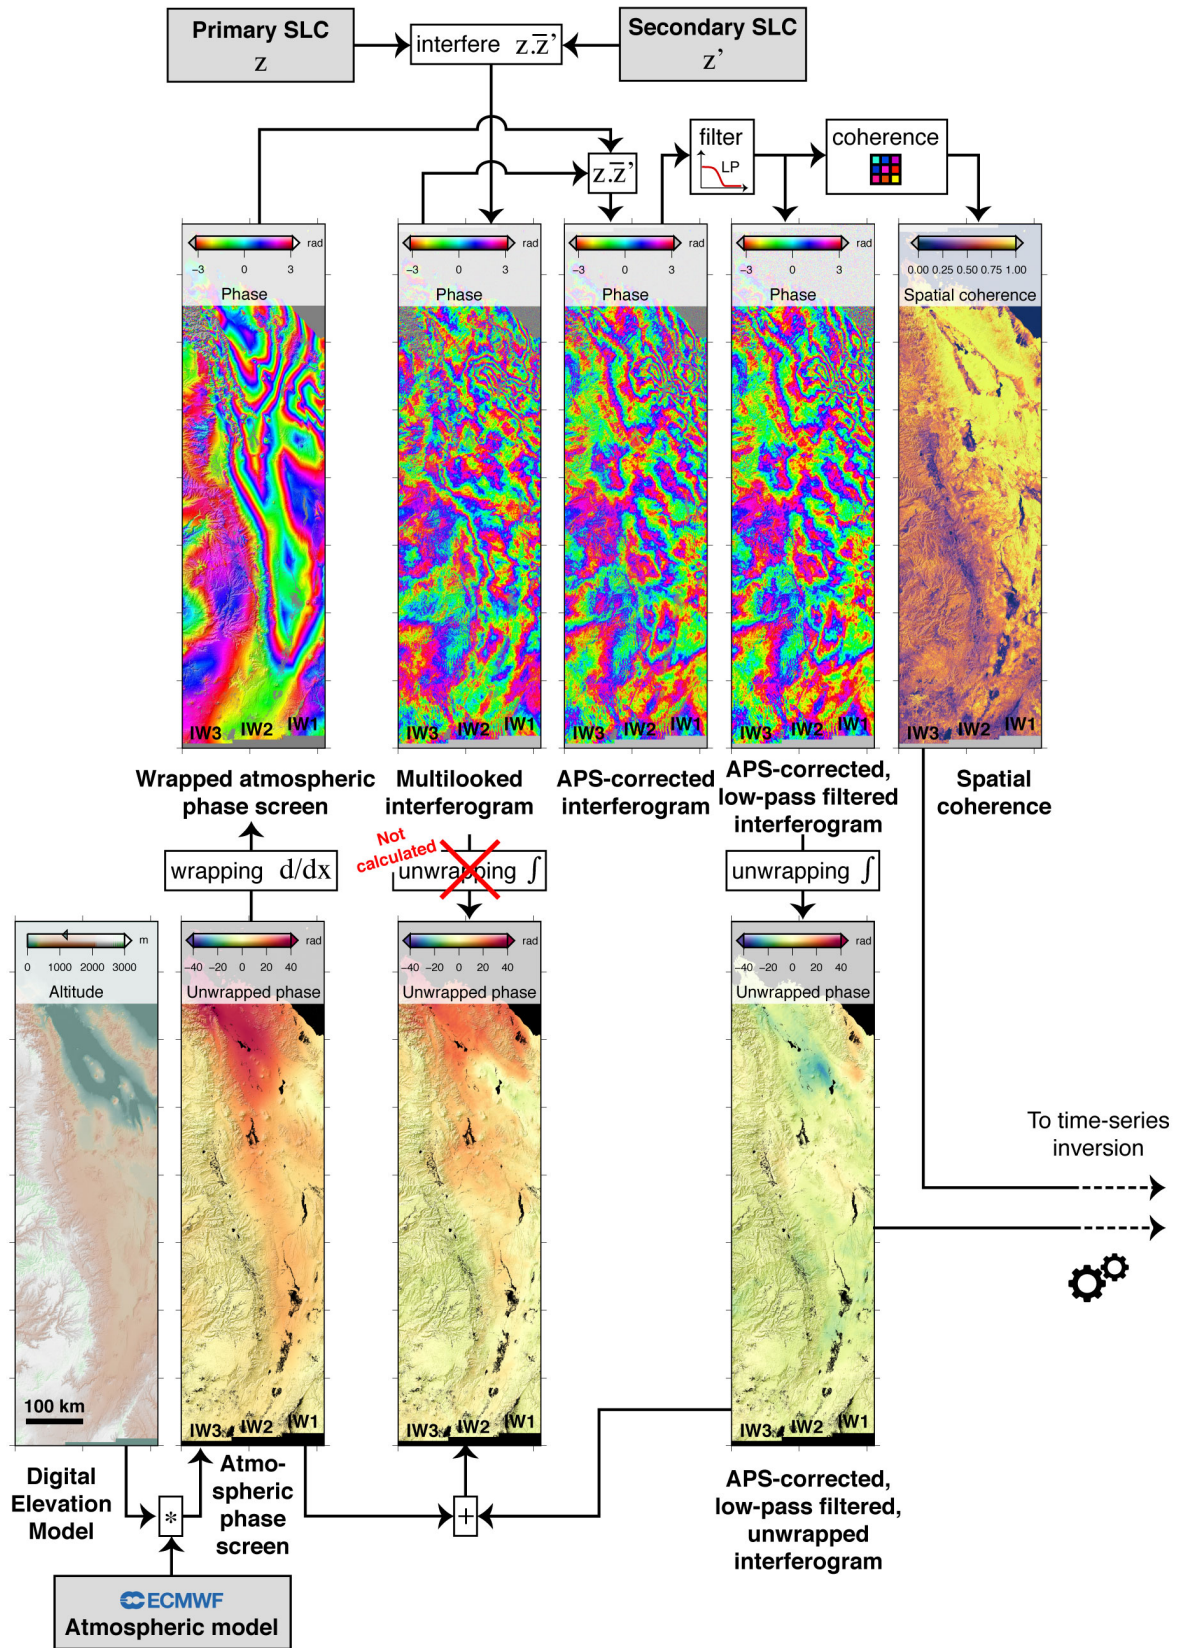 Primary SLC
z
interfere z.z̅’
Secondary SLC
z’
filter
LP
coherence
z.z̅’
rad
−3 0 3
Phase
rad
−3 0 3
Phase
rad
−3 0 3
Phase
rad
−3 0 3
Phase
0.00 0.25 0.50 0.75 1.00
Spatial coherence
IW3 IW2 IW1
IW3 IW2 IW1
IW3 IW2 IW1
IW3 IW2 IW1
IW3 IW2 IW1
Wrapped atmospheric
phase screen
Multilooked
interferogram
APS-corrected
interferogram
APS-corrected,
low-pass filtered
interferogram
Spatial
coherence
wrapping d/dx
Not
calculated
unwrapping ∫
unwrapping ∫
m
0 1000 2000 3000
Altitude
rad
−40 −20 0 20 40
Unwrapped phase
rad
−40 −20 0 20 40
Unwrapped phase
rad
−40 −20 0 20 40
Unwrapped phase
To time-series
inversion
100 km
IW3 IW2 IW1
IW3 IW2 IW1
IW3 IW2 IW1
Digital
Elevation
Model
*
Atmo-
spheric
phase
screen
+
APS-corrected,
low-pass filtered,
unwrapped
interferogram
ECMWF
Atmospheric model